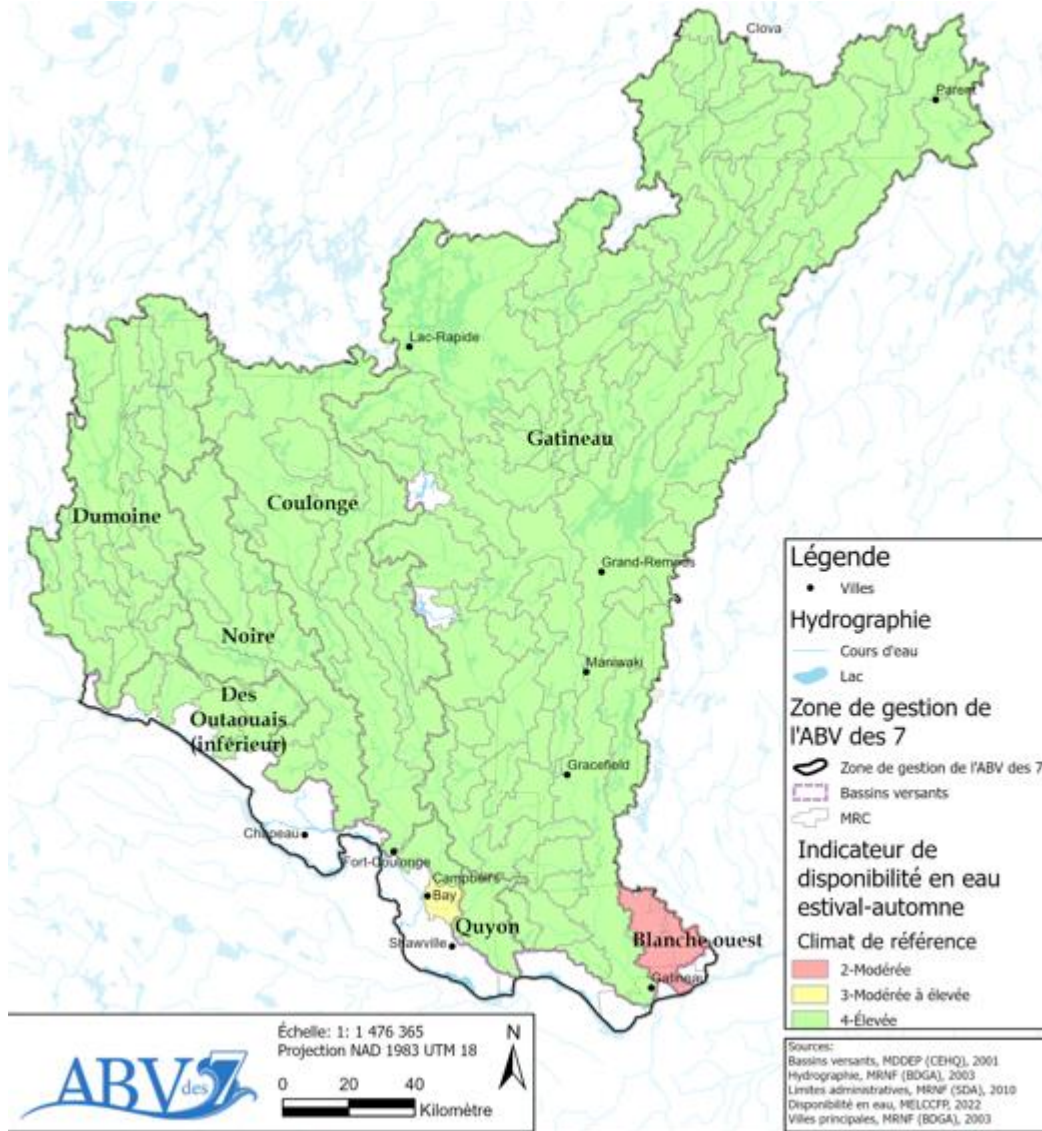 Clova
Parent
Lac-Rapide
Gatineau
Coulonge
Dumoine
Grand-Remous
Noire
Maniwaki
Des
Outaouais
(inférieur)
Gracefield
Chapeau
Fort-Coulonge
Campbell's
Bay
Quyon
Shawville
Blanche ouest
Gatineau
Légende
Villes
Hydrographie
Cours d'eau
Lac
Zone de gestion de
l'ABV des 7
Zone de gestion de l'ABV des 7
Bassins versants
MRC
Indicateur de
disponibilité en eau
estival-automne
Climat de référence
2-Modérée
3-Modérée à élevée
4-Élevée
ABV des 7
Échelle: 1: 1 476 365
Projection NAD 1983 UTM 18
N
0 20 40
Kilomètre
Sources:
Bassins versants, MDDEP (CEHQ), 2001
Hydrographie, MRNF (BDGA), 2003
Limites administratives, MRNF (SDA), 2010
Disponibilité en eau, MELCCFP, 2022
Villes principales, MRNF (BDGA), 2003